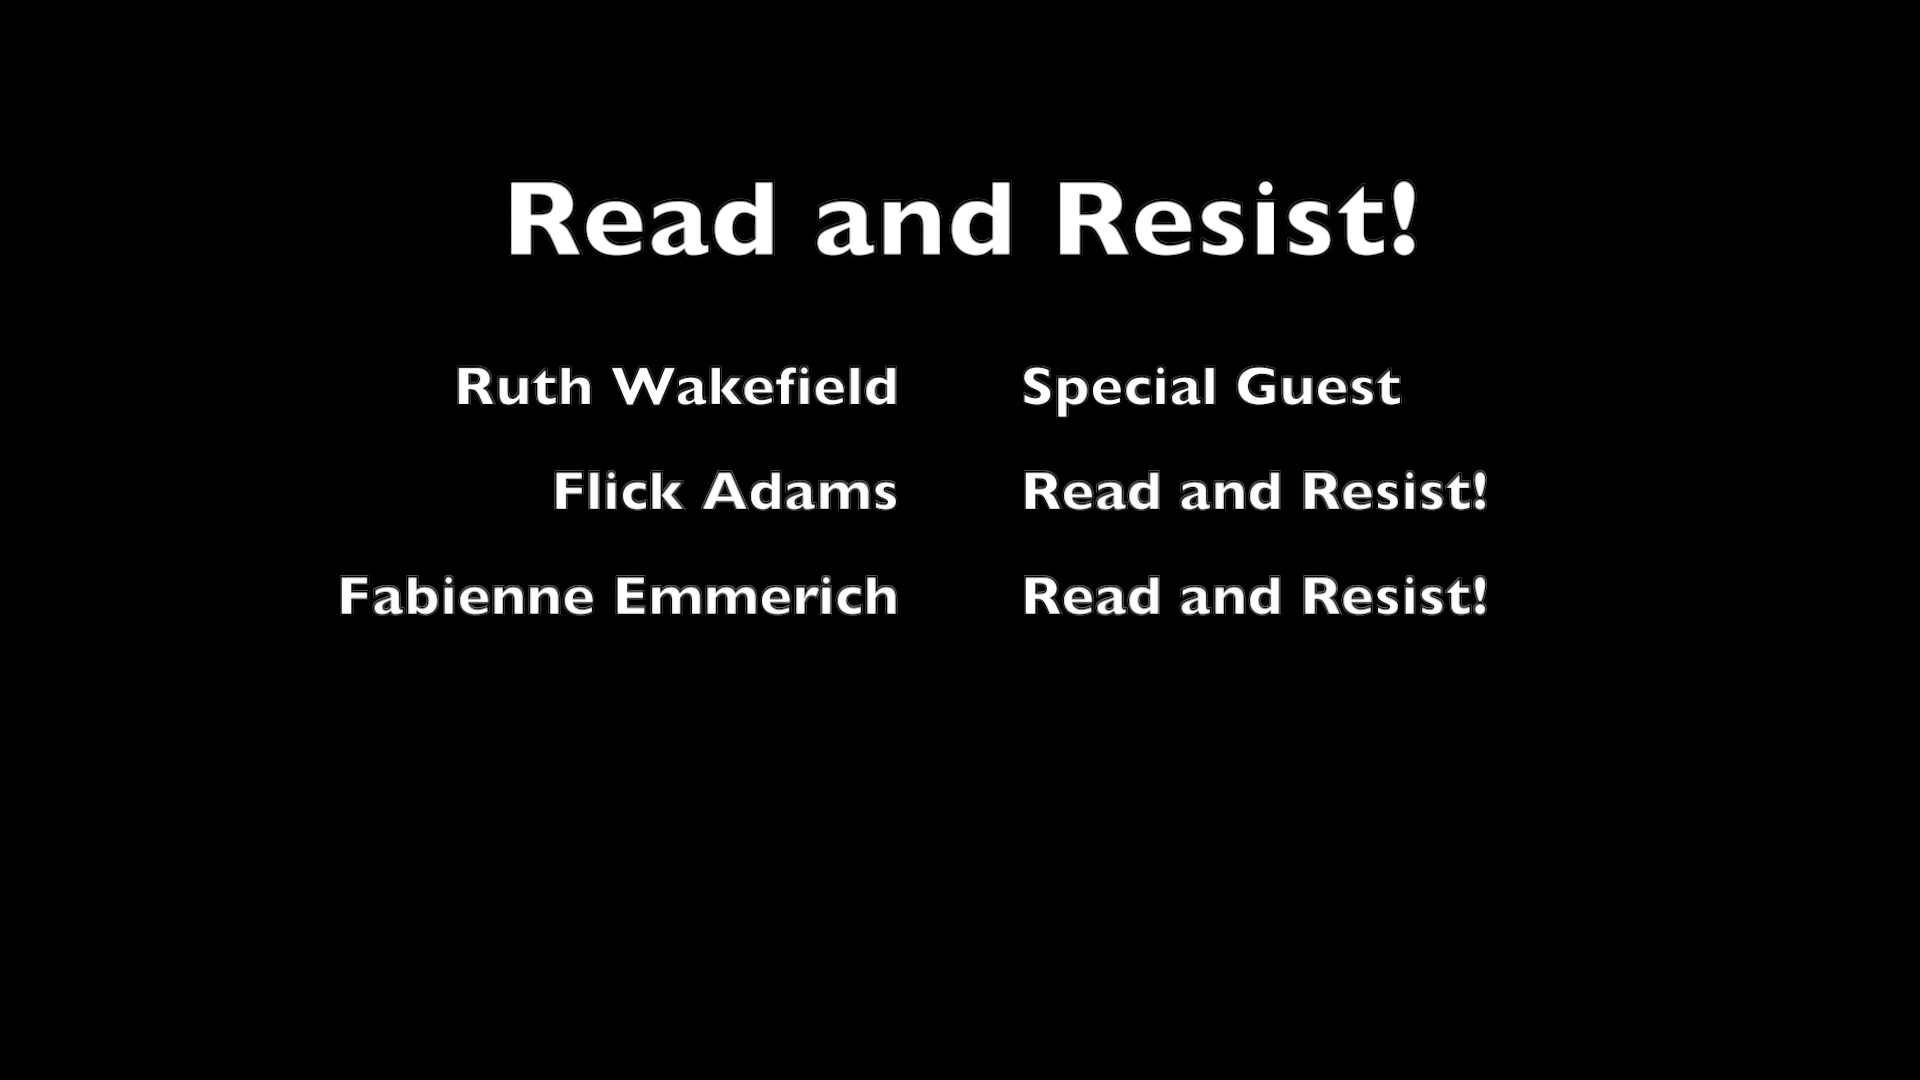 Read and Resist!
Ruth Wakefield Special Guest
Flick Adams Read and Resist!
Fabienne Emmerich Read and Resist!